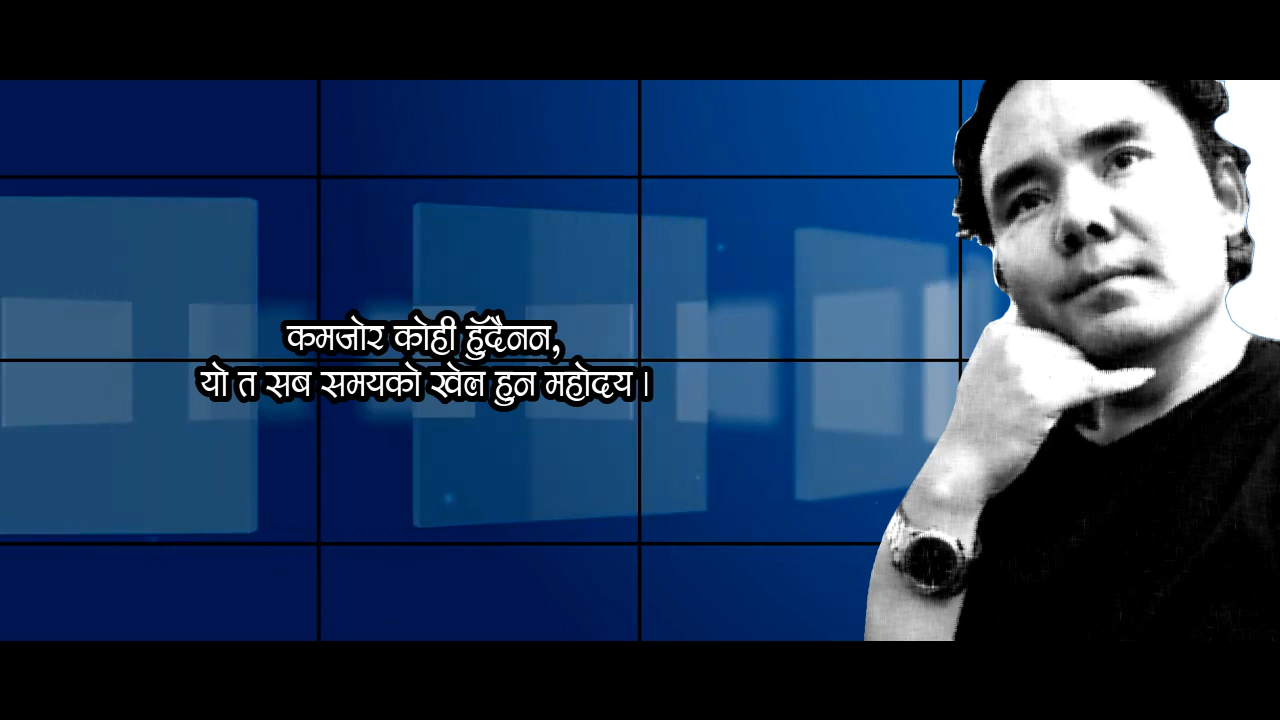 कमजोर कोही हुँदैनन,
यो त सब समयको खेल हुन महोदय ।